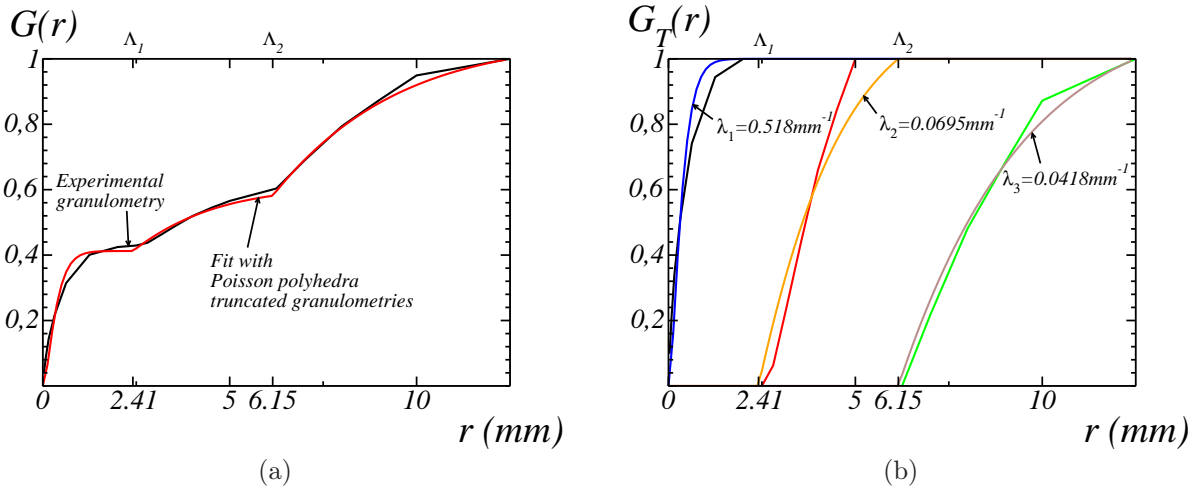 G(r)
Λ1
Λ2
1
0,8
0,6
0,4
0,2
Experimental
granulometry
Fit with
Poisson polyhedra
truncated granulometries
0
2.41
5
6.15
10
r (mm)
(a)
G_T(r)
Λ1
Λ2
1
0,8
0,6
0,4
0,2
λ1=0.518mm-1
λ2=0.0695mm-1
λ3=0.0418mm-1
0
2.41
5
6.15
10
r (mm)
(b)